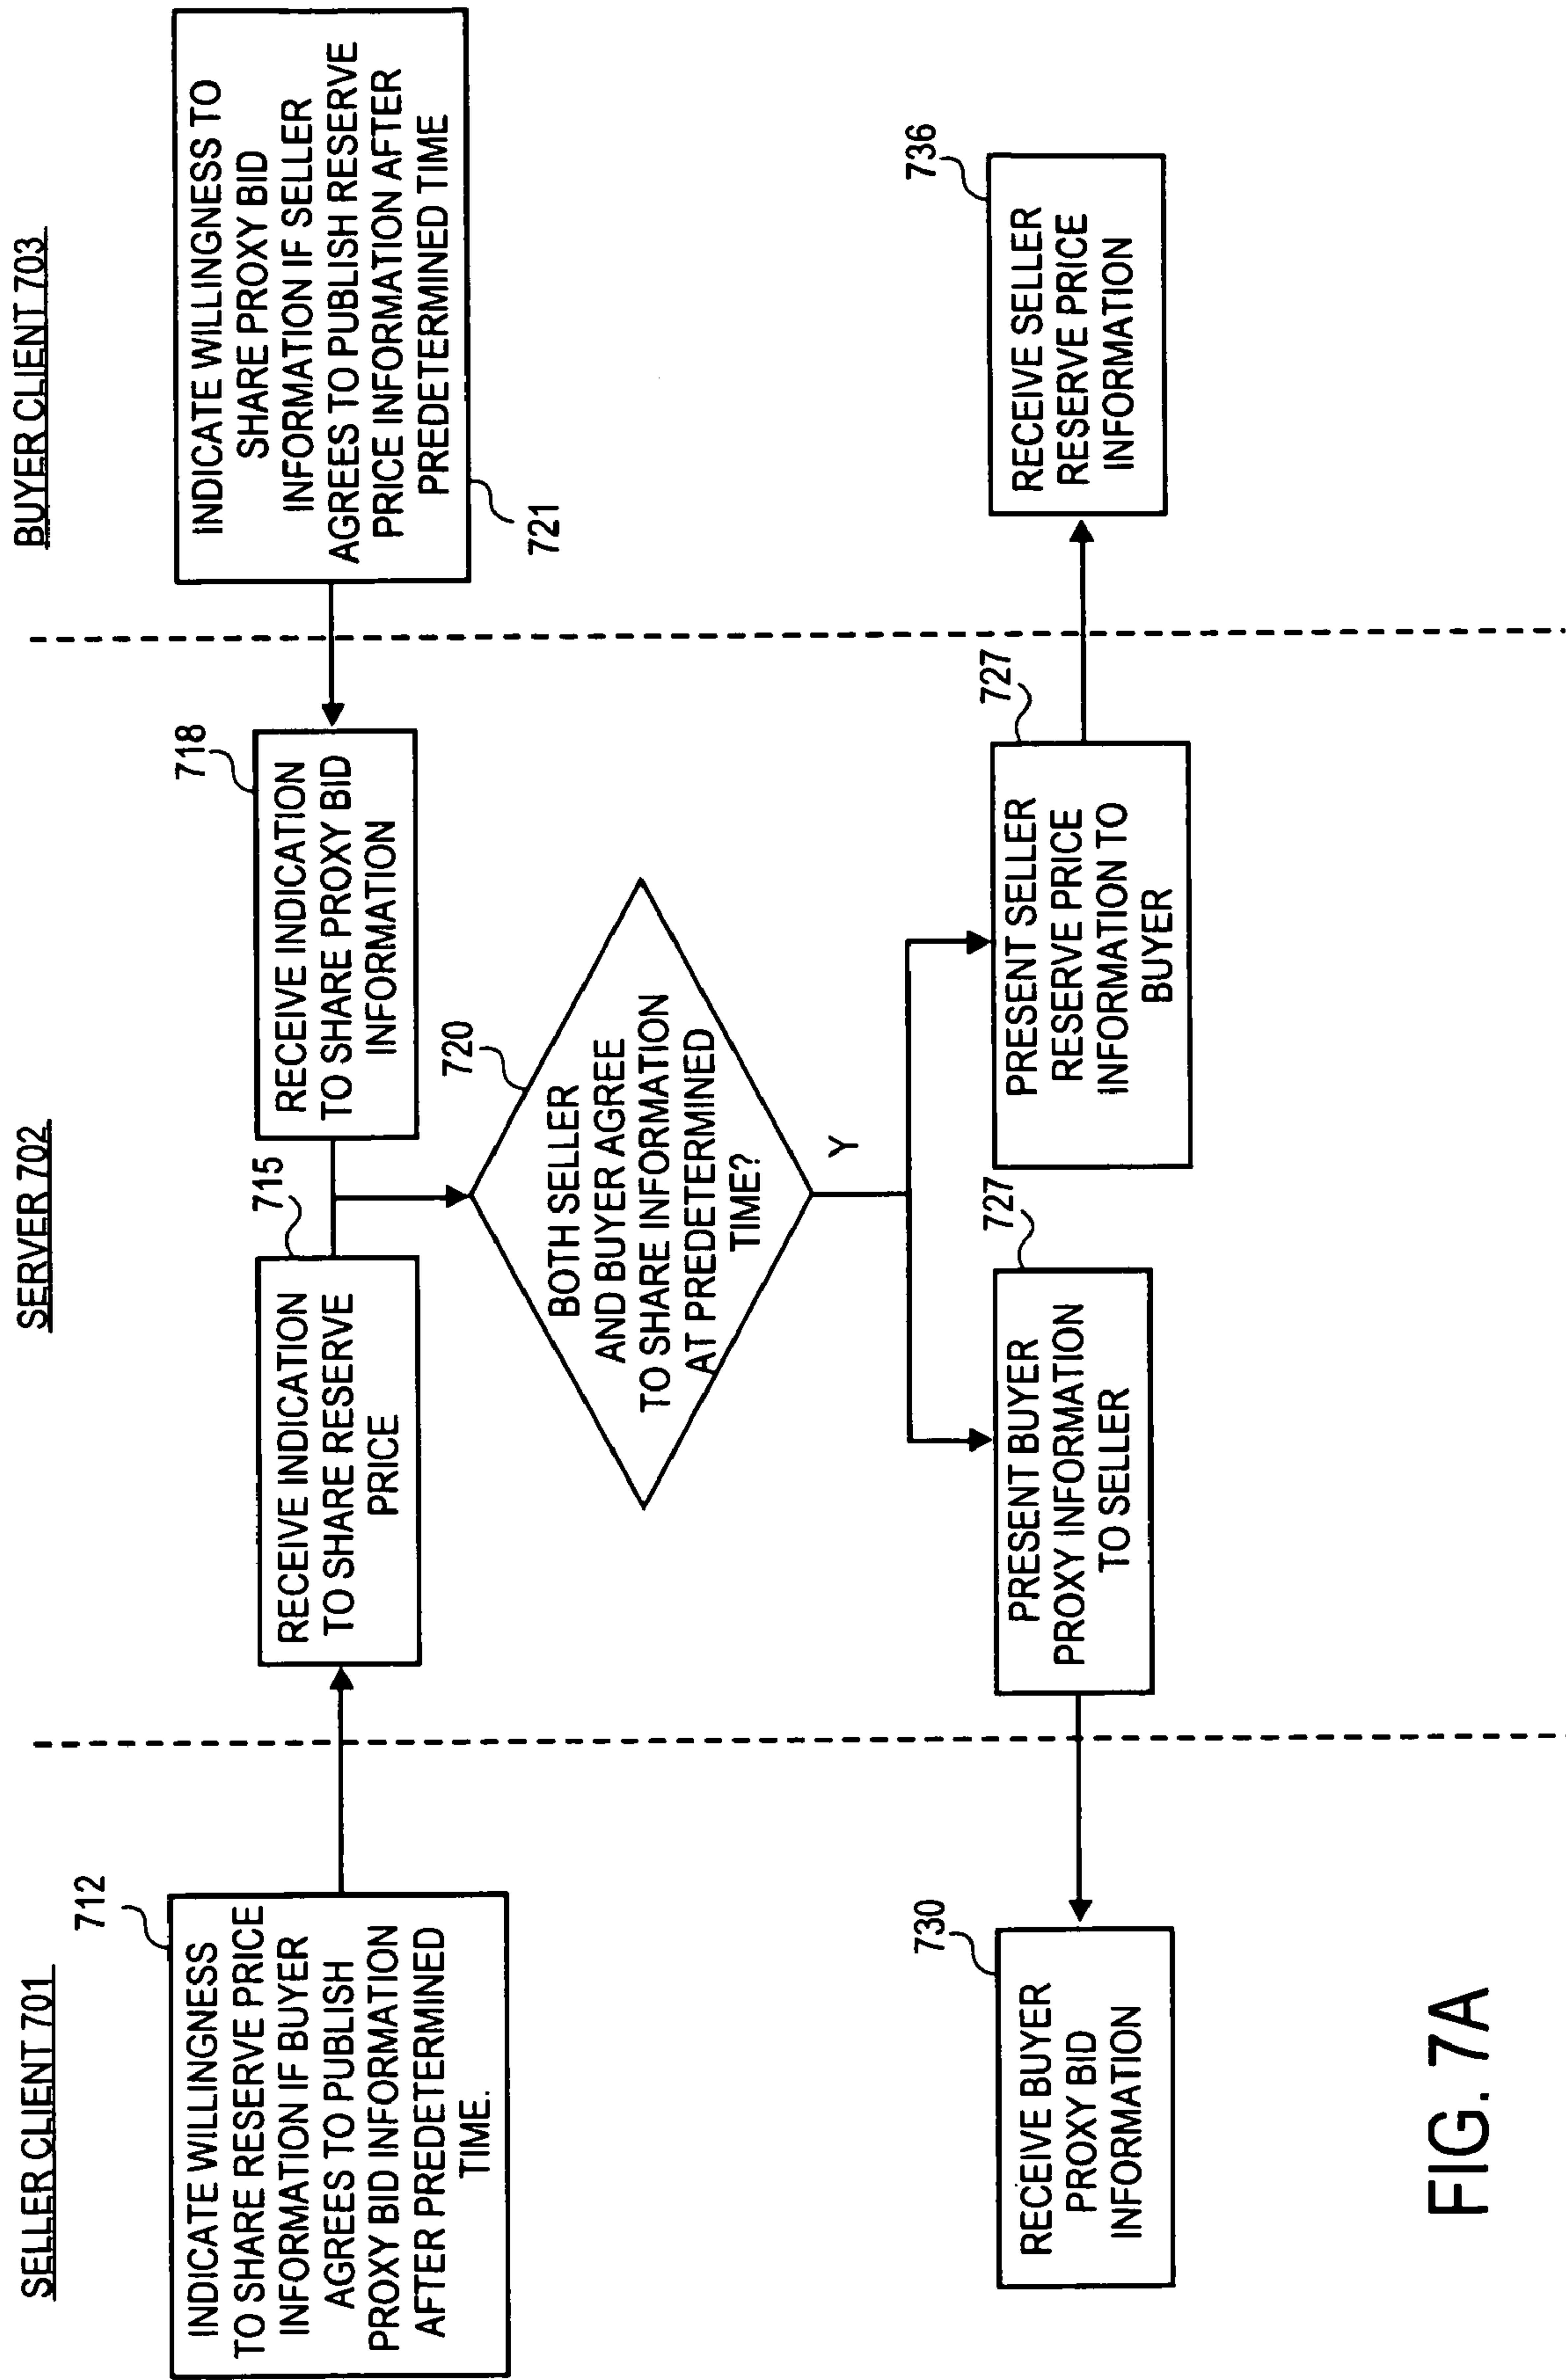 SELLER CLIENT 701
SERVER 702
BUYER CLIENT 703
712
INDICATE WILLINGNESS
TO SHARE RESERVE PRICE
INFORMATION IF BUYER
AGREES TO PUBLISH
PROXY BID INFORMATION
AFTER PREDETERMINED
TIME.
715
RECEIVE INDICATION
TO SHARE RESERVE
PRICE
718
RECEIVE INDICATION
TO SHARE PROXY BID
INFORMATION
INDICATE WILLINGNESS TO
SHARE PROXY BID
INFORMATION IF SELLER
AGREES TO PUBLISH RESERVE
PRICE INFORMATION AFTER
PREDETERMINED TIME
721
720
BOTH SELLER
AND BUYER AGREE
TO SHARE INFORMATION
AT PREDETERMINED
TIME?
Y
730
RECEIVE BUYER
PROXY BID
INFORMATION
727
PRESENT BUYER
PROXY INFORMATION
TO SELLER
727
PRESENT SELLER
RESERVE PRICE
INFORMATION TO
BUYER
736
RECEIVE SELLER
RESERVE PRICE
INFORMATION
FIG. 7A